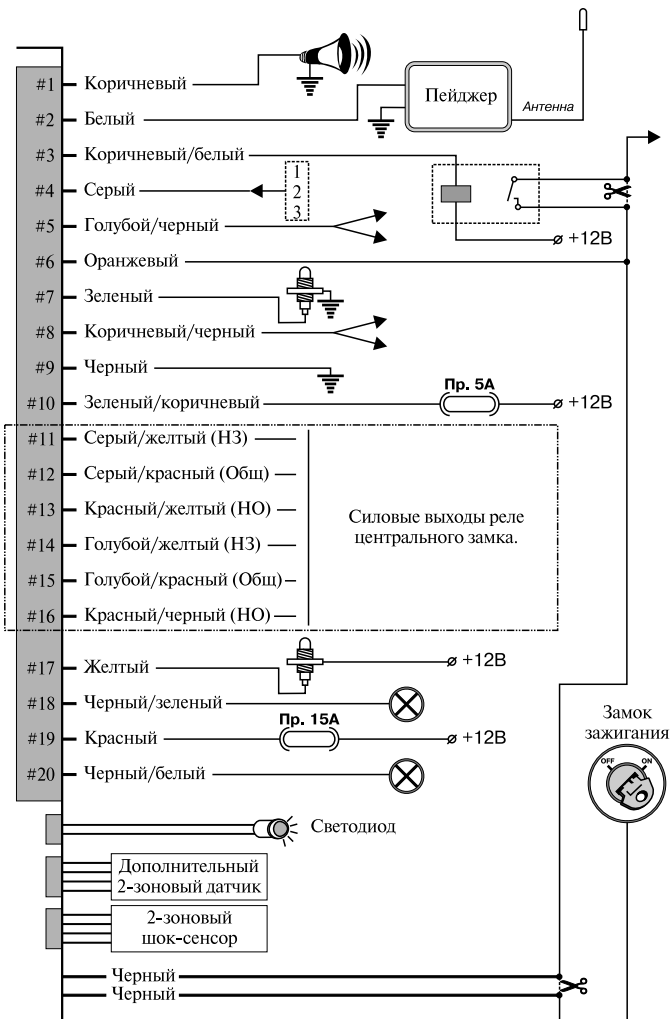 #1 Коричневый
Пейджер
Антенна
#2 Белый
#3 Коричневый/белый
#4 Серый
1
2
3
#5 Голубой/черный
+12В
#6 Оранжевый
#7 Зеленый
#8 Коричневый/черный
#9 Черный
Пр. 5А
#10 Зеленый/коричневый
+12В
#11 Серый/желтый (НЗ)
#12 Серый/красный (Общ)
#13 Красный/желтый (НО)
#14 Голубой/желтый (НЗ)
#15 Голубой/красный (Общ)
#16 Красный/черный (НО)
Силовые выходы реле
центрального замка.
#17 Желтый
+12В
#18 Черный/зеленый
Пр. 15А
#19 Красный
+12В
#20 Черный/белый
Замок
зажигания
OFF
ON
Светодиод
Дополнительный
2-зоновый датчик
2-зоновый
шок-сенсор
Черный
Черный